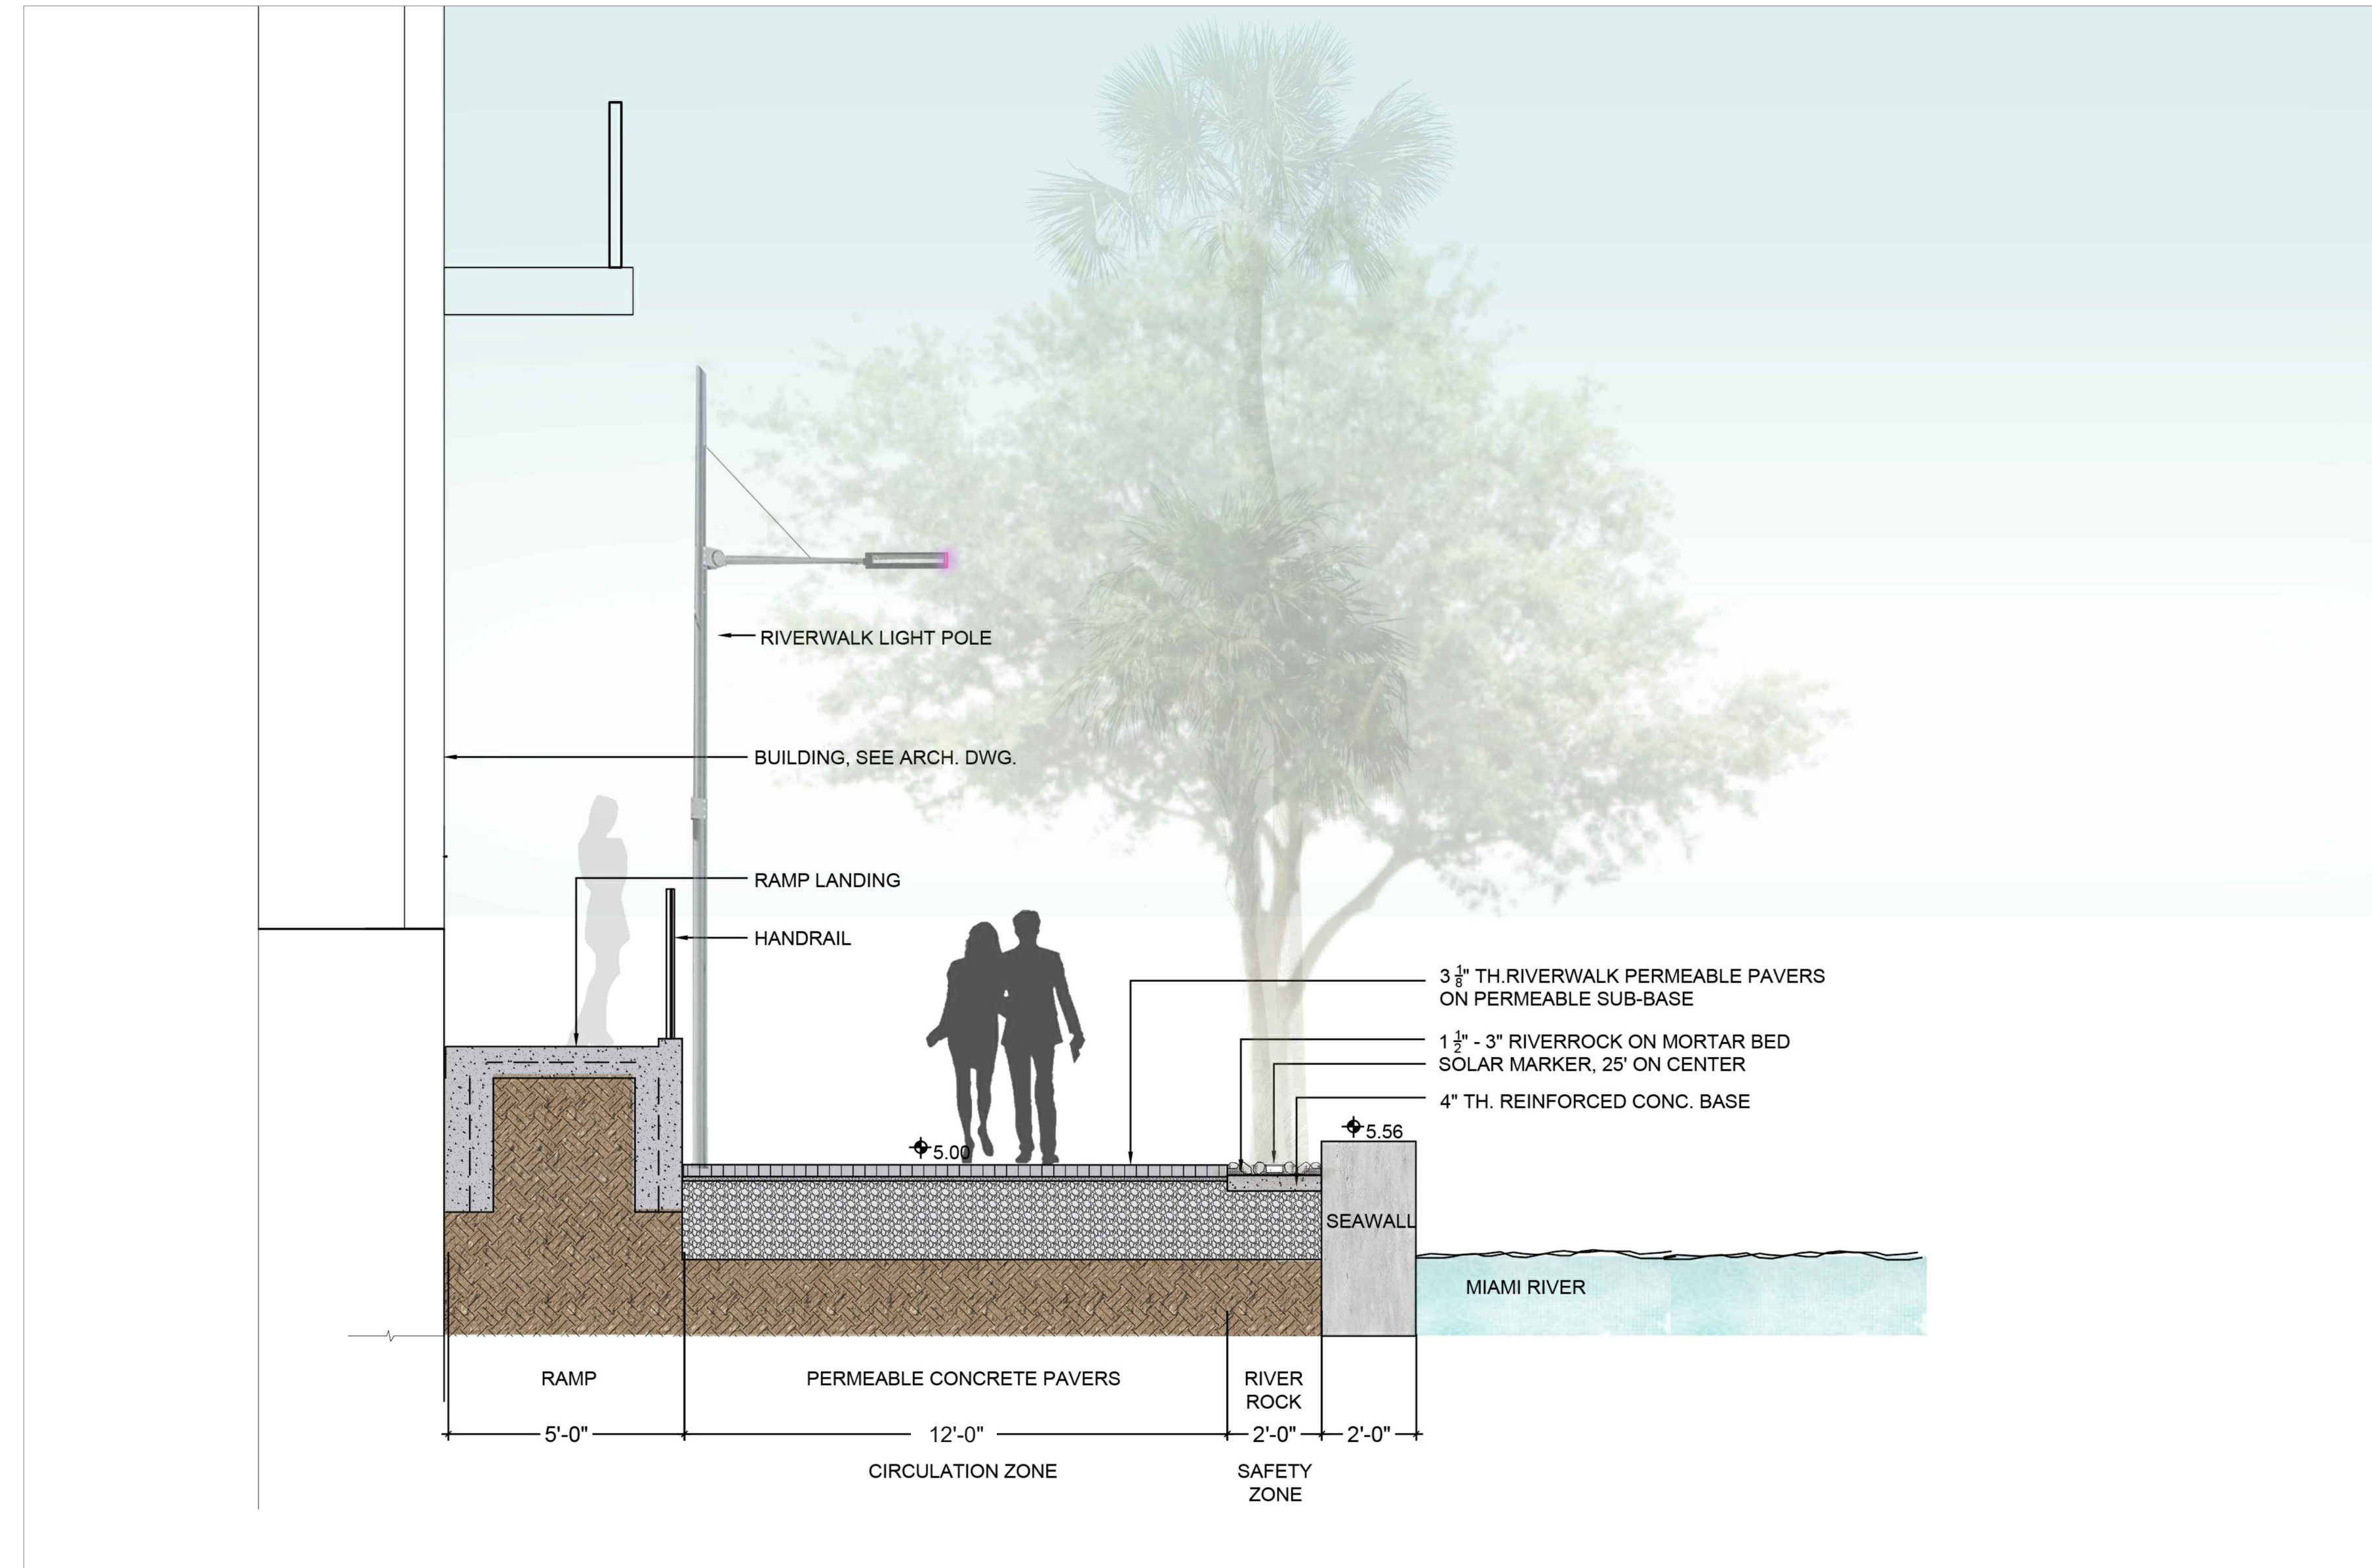 RIVERWALK LIGHT POLE
BUILDING, SEE ARCH. DWG.
RAMP LANDING
HANDRAIL
3 1/8" TH.RIVERWALK PERMEABLE PAVERS
ON PERMEABLE SUB-BASE
1 1/2" - 3" RIVERROCK ON MORTAR BED
SOLAR MARKER, 25' ON CENTER
4" TH. REINFORCED CONC. BASE
5.56
5.00
SEAWALL
MIAMI RIVER
RAMP
PERMEABLE CONCRETE PAVERS
RIVER
ROCK
5'-0"
12'-0"
2'-0"
2'-0"
CIRCULATION ZONE
SAFETY
ZONE